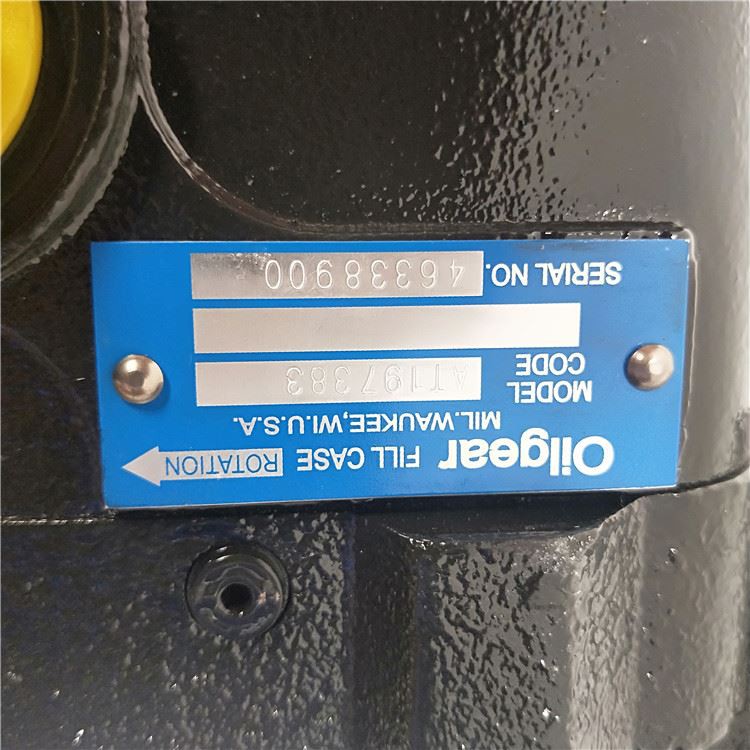 Oilgear FILL CASE ROTATION
MIL.WAUKEE,WI.U.S.A.
MODEL CODE AT197383
SERIAL NO. 46338900